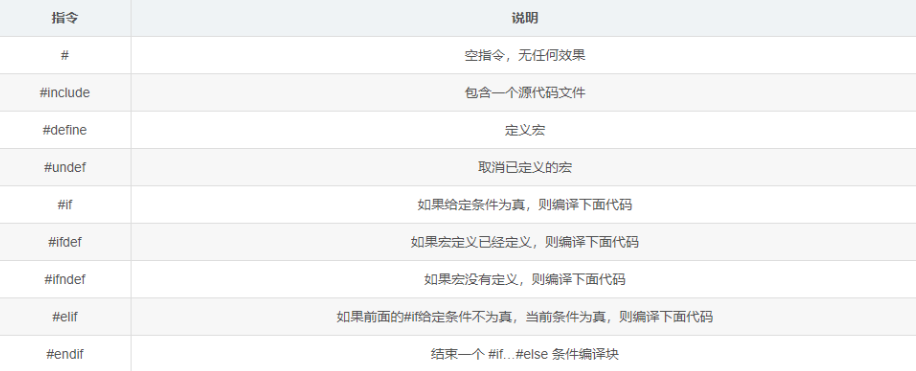 指令 说明
# 空指令，无任何效果
#include 包含一个源代码文件
#define 定义宏
#undef 取消已定义的宏
#if 如果给定条件为真，则编译下面代码
#ifdef 如果宏定义已经定义，则编译下面代码
#ifndef 如果宏没有定义，则编译下面代码
#elif 如果前面的#if给定条件不为真，当前条件为真，则编译下面代码
#endif 结束一个 #if…#else 条件编译块